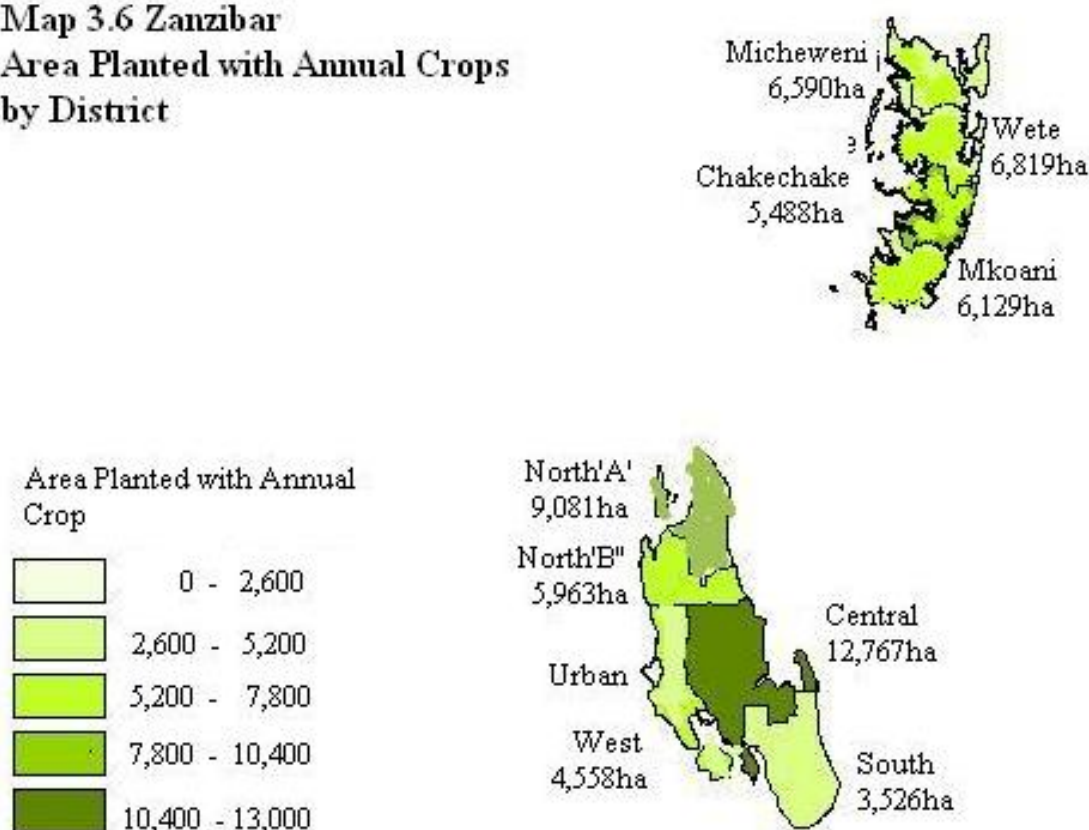 Map 3.6 Zanzibar
Area Planted with Annual Crops
by District
Micheweni
6,590ha
Wete
6,819ha
e
Chakechake
5,488ha
Mkoani
6,129ha
Area Planted with Annual
Crop
0 - 2,600
2,600 - 5,200
5,200 - 7,800
7,800 - 10,400
10,400 - 13,000
North'A'
9,081ha
North'B"
5,963ha
Central
12,767ha
Urban
West
4,558ha
South
3,526ha